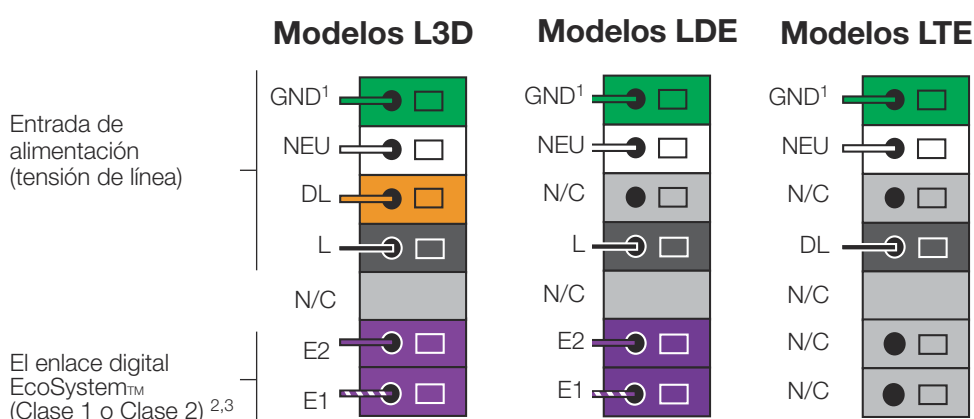 Modelos L3D
Modelos LDE
Modelos LTE
Entrada de
alimentación
(tensión de línea)
El enlace digital
EcoSystem™
(Clase 1 o Clase 2) 2,3
GND1
NEU
DL
L
N/C
E2
E1
GND1
NEU
N/C
L
N/C
E2
E1
GND1
NEU
N/C
DL
N/C
N/C
N/C